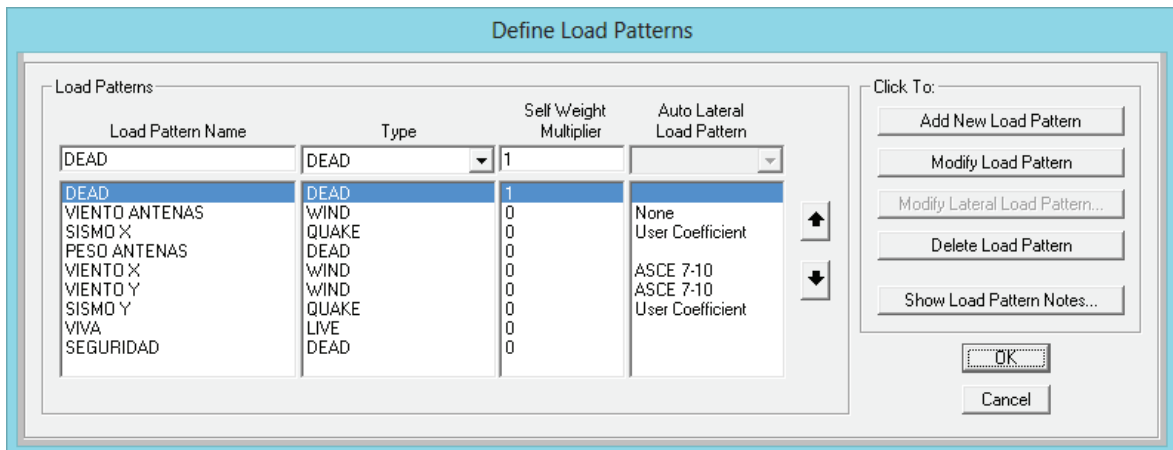 Define Load Patterns
Load Patterns
Click To:
Load Pattern Name Type Self Weight Multiplier Auto Lateral Load Pattern
DEAD DEAD 1
DEAD DEAD 1
VIENTO ANTENAS WIND 0 None
SISMO X QUAKE 0 User Coefficient
PESO ANTENAS DEAD 0
VIENTO X WIND 0 ASCE 7-10
VIENTO Y WIND 0 ASCE 7-10
SISMO Y QUAKE 0 User Coefficient
VIVA LIVE 0
SEGURIDAD DEAD 0
Add New Load Pattern
Modify Load Pattern
Modify Lateral Load Pattern...
Delete Load Pattern
Show Load Pattern Notes...
OK
Cancel